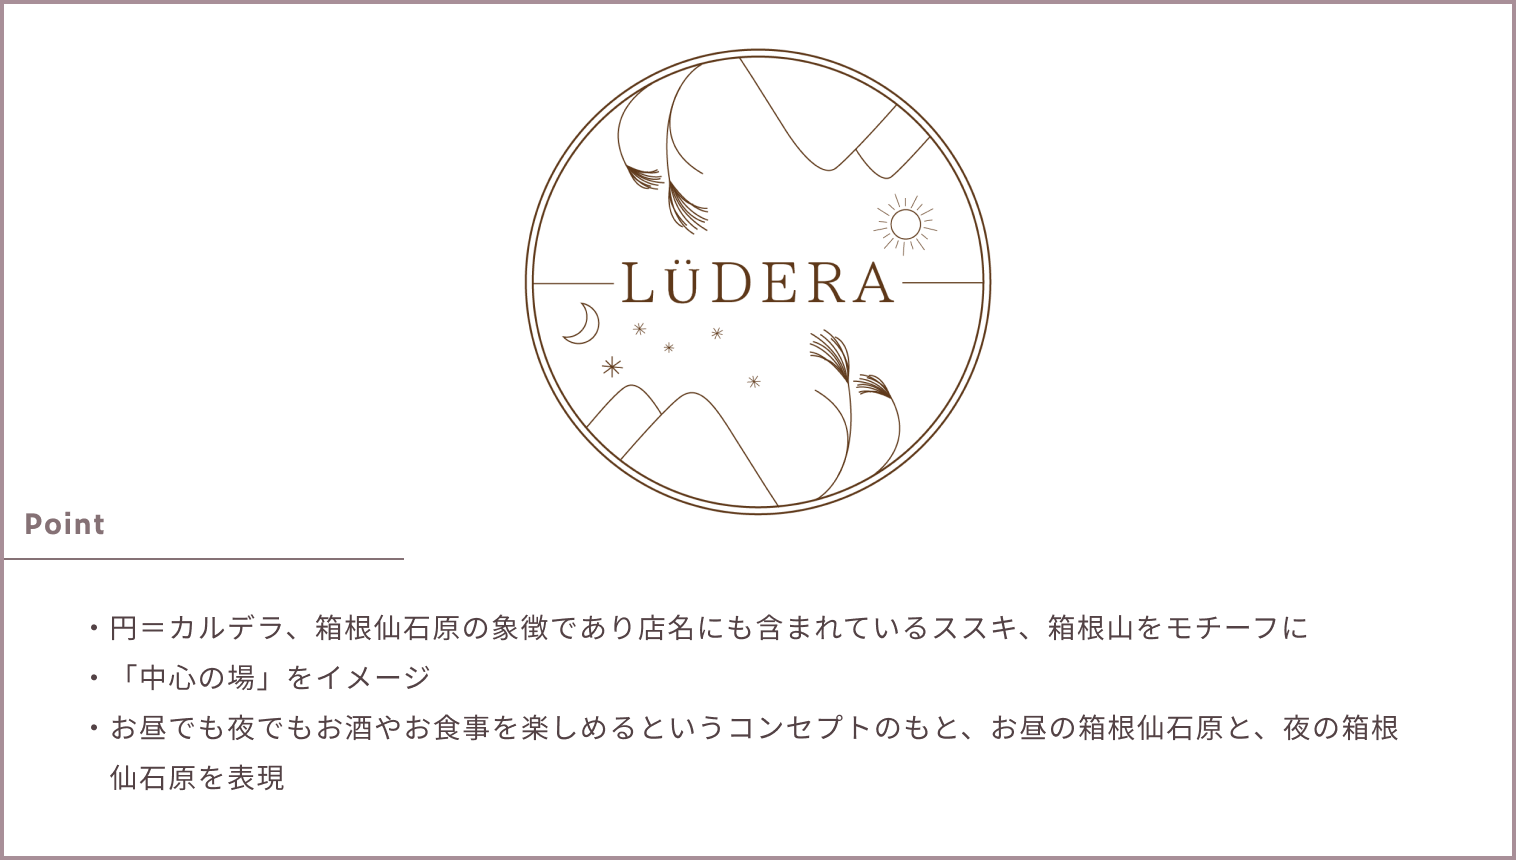 LÜDERA
Point
・円＝カルデラ、箱根仙石原の象徴であり店名にも含まれているススキ、箱根山をモチーフに
・「中心の場」をイメージ
・お昼でも夜でもお酒やお食事を楽しめるというコンセプトのもと、お昼の箱根仙石原と、夜の箱根
仙石原を表現